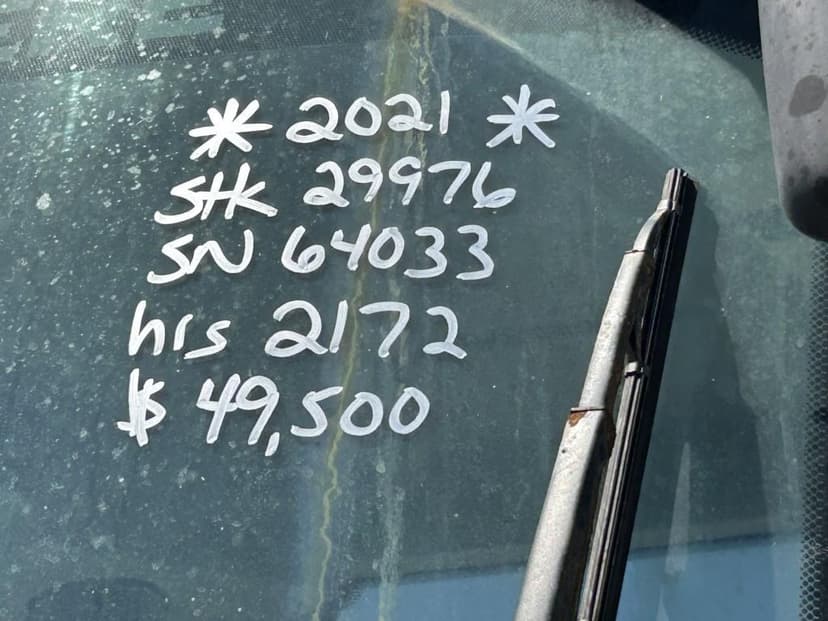 * 2021 *
Stk 29976
SN 64033
hrs 2172
$ 49,500